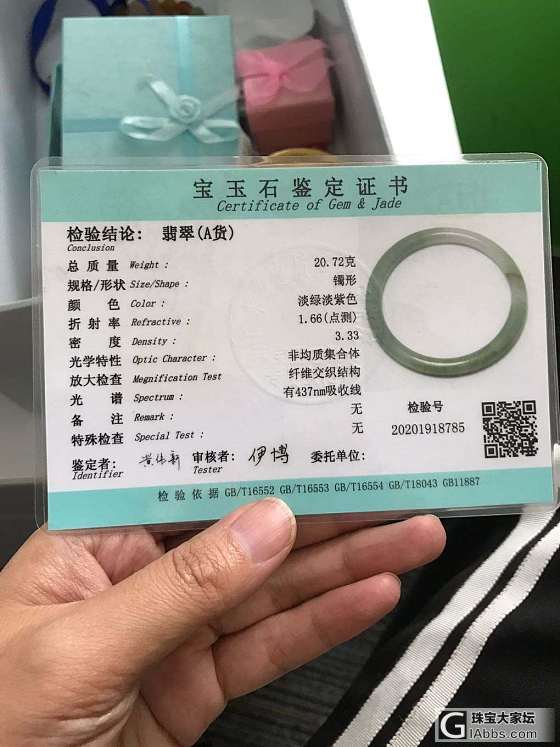 宝玉石鉴定证书
Certificate of Gem & Jade
检验结论: 翡翠(A货)
Conclusion
总质量 Weight : 20.72克
规格/形状 Size/Shape : 镯形
颜色 Color : 淡绿淡紫色
折射率 Refractive : 1.66(点测)
密度 Density : 3.33
光学特性 Optic Character : 非均质集合体
放大检查 Megnification Test 纤维交织结构
光谱 Spectrum : 有437nm吸收线
备注 Remark : 无
特殊检查 Special Test : 无
检验号
20201918785
鉴定者: 审核者: 伊博 委托单位:
Identifier Tester
检验依据 GB/T16552 GB/T16553 GB/T16554 GB/T18043 GB11887
G 珠宝大家坛
GIAbbs.com